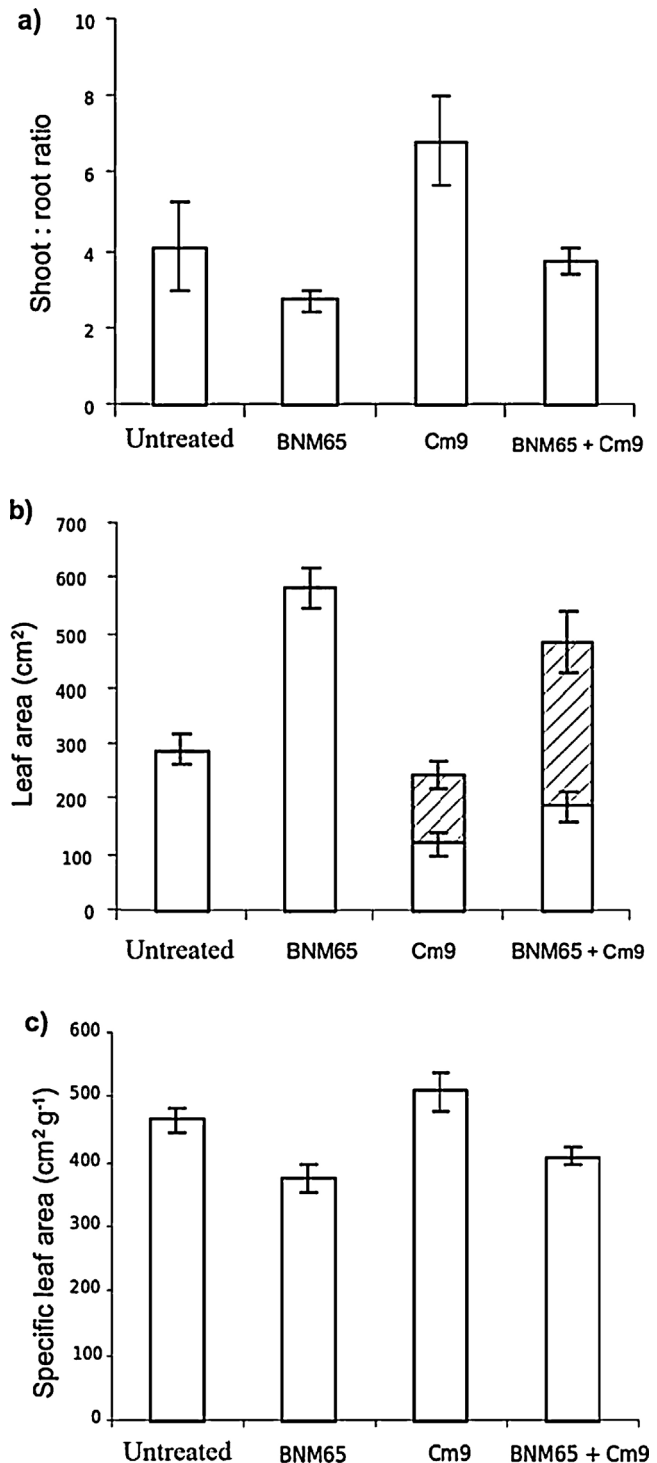 a)
10
8
6
4
2
0
Shoot : root ratio
Untreated BNM65 Cm9 BNM65 + Cm9
b)
700
600
500
400
300
200
100
0
Leaf area (cm²)
Untreated BNM65 Cm9 BNM65 + Cm9
c)
600
500
400
300
200
100
0
Specific leaf area (cm² g⁻¹)
Untreated BNM65 Cm9 BNM65 + Cm9